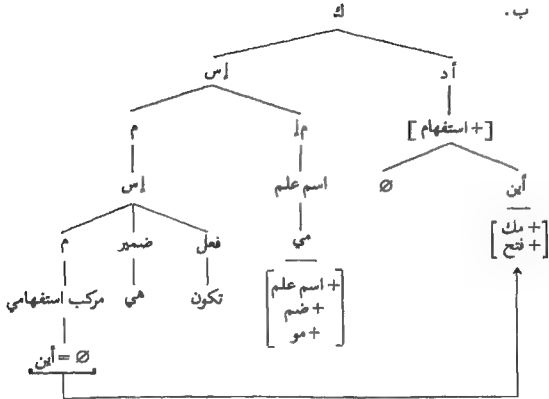 ب.
ك
أد إس
[+ استفهام] مإ م
أين ∅ اسم علم إس
[+ مك
+ فتح]
مي فعل ضمير م
[+ اسم علم
+ ضم
+ مو]
تكون هي مركب استفهامي
∅ = أين